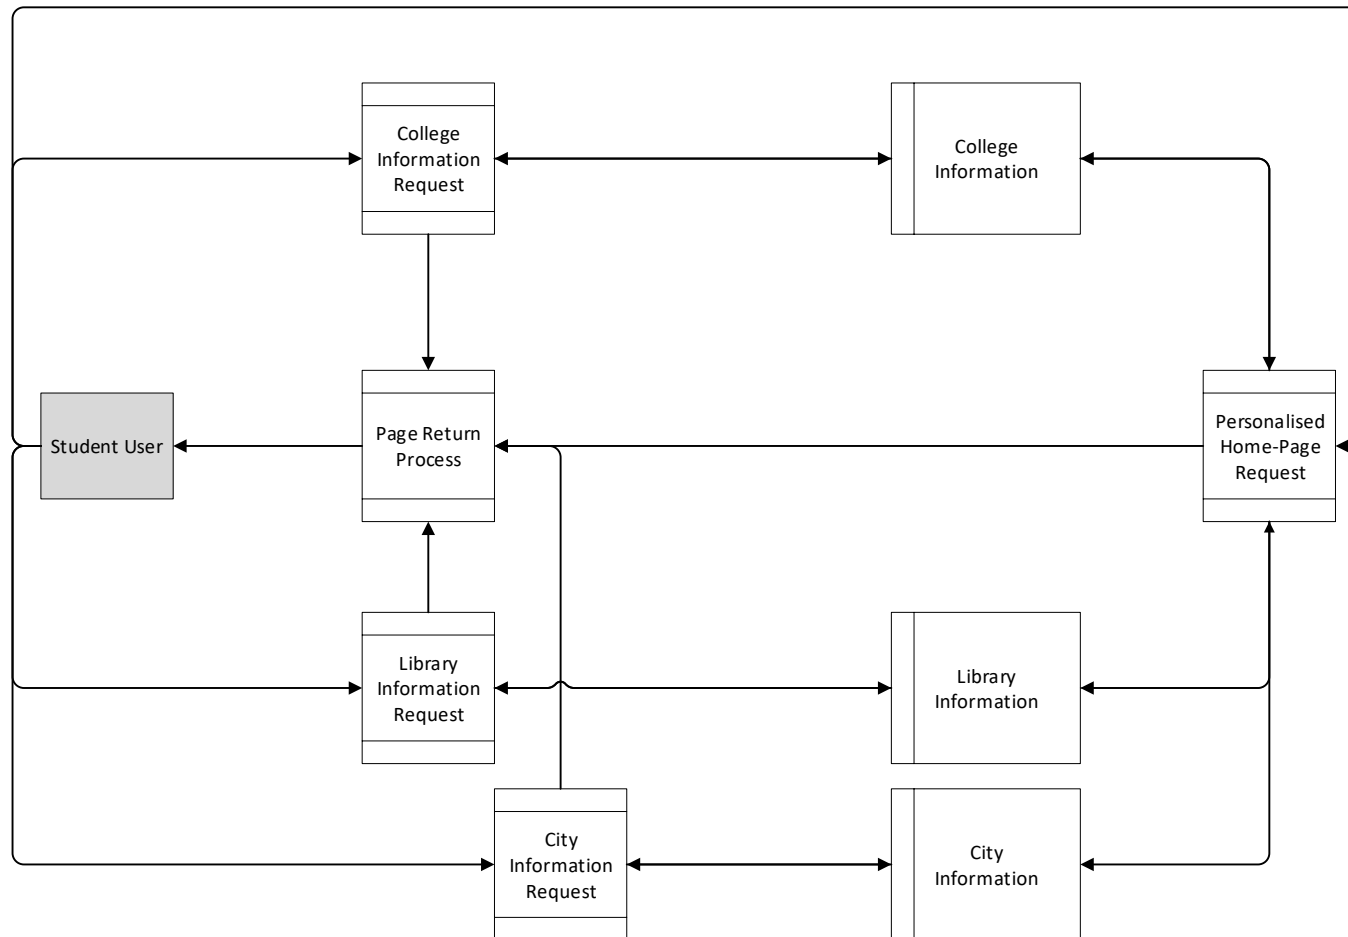 College
Information
Request
College
Information
Student User
Page Return
Process
Personalised
Home-Page
Request
Library
Information
Request
Library
Information
City
Information
Request
City
Information